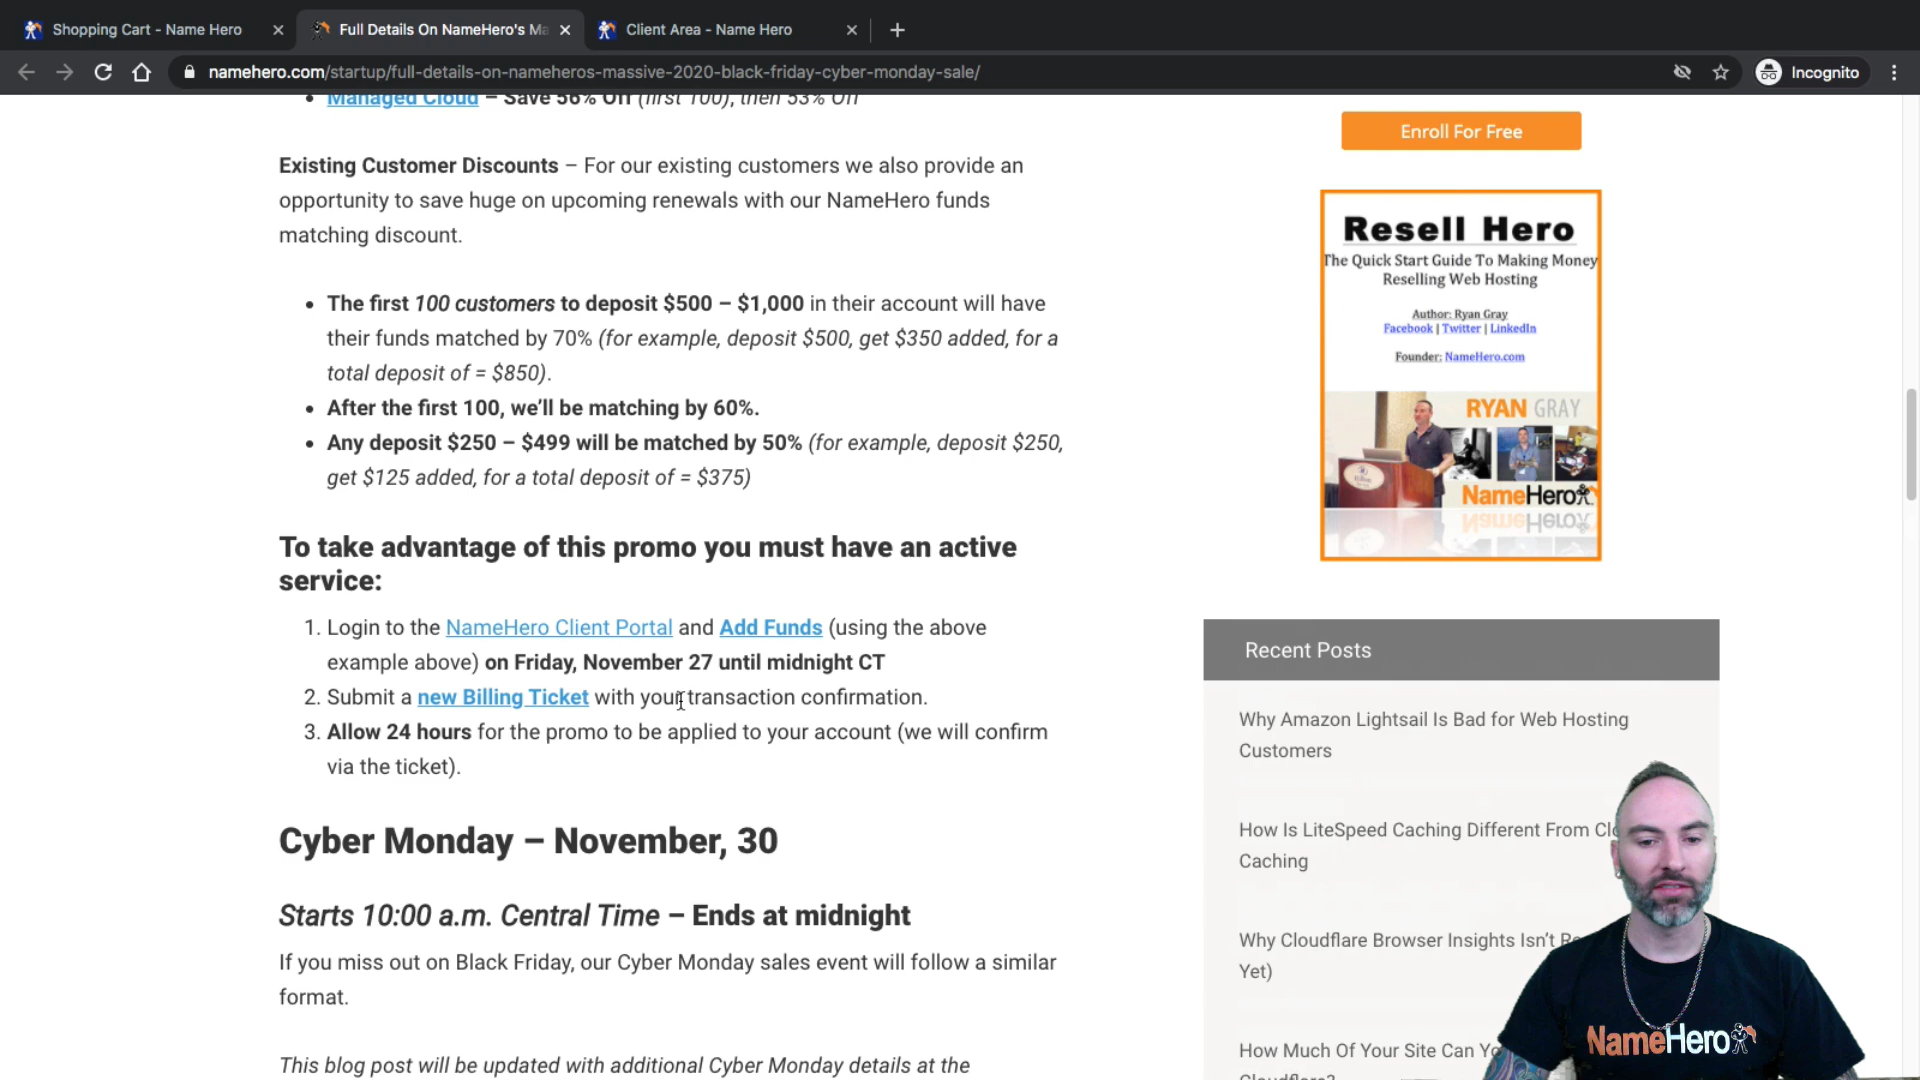 Shopping Cart - Name Hero
Full Details On NameHero's Ma
Client Area - Name Hero
namehero.com/startup/full-details-on-nameheros-massive-2020-black-friday-cyber-monday-sale/
Incognito
Managed Cloud – Save 56% Off (first 100), then 53% Off
Existing Customer Discounts – For our existing customers we also provide an
opportunity to save huge on upcoming renewals with our NameHero funds
matching discount.
The first 100 customers to deposit $500 – $1,000 in their account will have
their funds matched by 70% (for example, deposit $500, get $350 added, for a
total deposit of = $850).
After the first 100, we’ll be matching by 60%.
Any deposit $250 – $499 will be matched by 50% (for example, deposit $250,
get $125 added, for a total deposit of = $375)
To take advantage of this promo you must have an active
service:
1. Login to the NameHero Client Portal and Add Funds (using the above
example above) on Friday, November 27 until midnight CT
2. Submit a new Billing Ticket with your transaction confirmation.
3. Allow 24 hours for the promo to be applied to your account (we will confirm
via the ticket).
Cyber Monday – November, 30
Starts 10:00 a.m. Central Time – Ends at midnight
If you miss out on Black Friday, our Cyber Monday sales event will follow a similar
format.
This blog post will be updated with additional Cyber Monday details at the
Enroll For Free
Resell Hero
The Quick Start Guide To Making Money
Reselling Web Hosting
Author: Ryan Gray
Facebook | Twitter | LinkedIn
Founder: NameHero.com
RYAN GRAY
NameHero
Recent Posts
Why Amazon Lightsail Is Bad for Web Hosting
Customers
How Is LiteSpeed Caching Different From Clo
Caching
Why Cloudflare Browser Insights Isn’t Re
Yet)
How Much Of Your Site Can Yo
Cloudflare?
NameHero